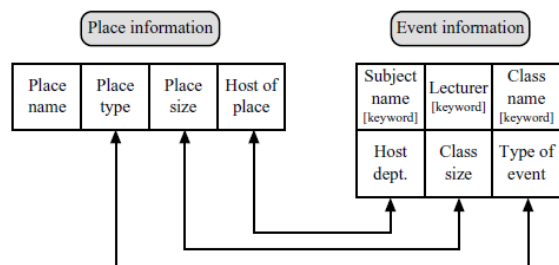 Place information
Event information
Place
name
Place
type
Place
size
Host of
place
Subject
name
[keyword]
Lecturer
[keyword]
Class
name
[keyword]
Host
dept.
Class
size
Type of
event